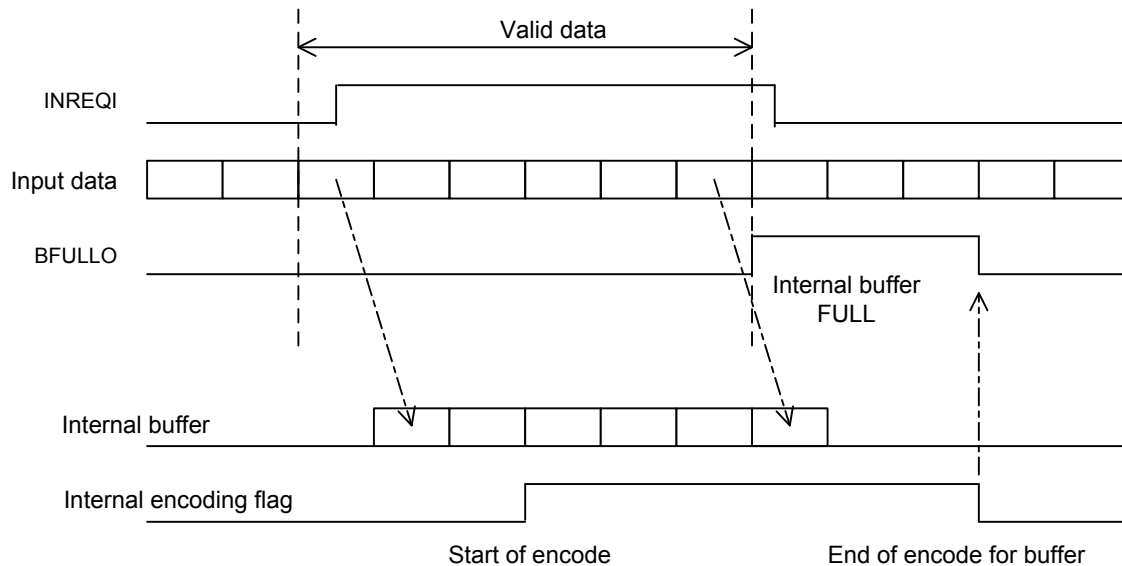 Valid data
INREQI
Input data
BFULLO
Internal buffer
FULL
Internal buffer
Internal encoding flag
Start of encode
End of encode for buffer